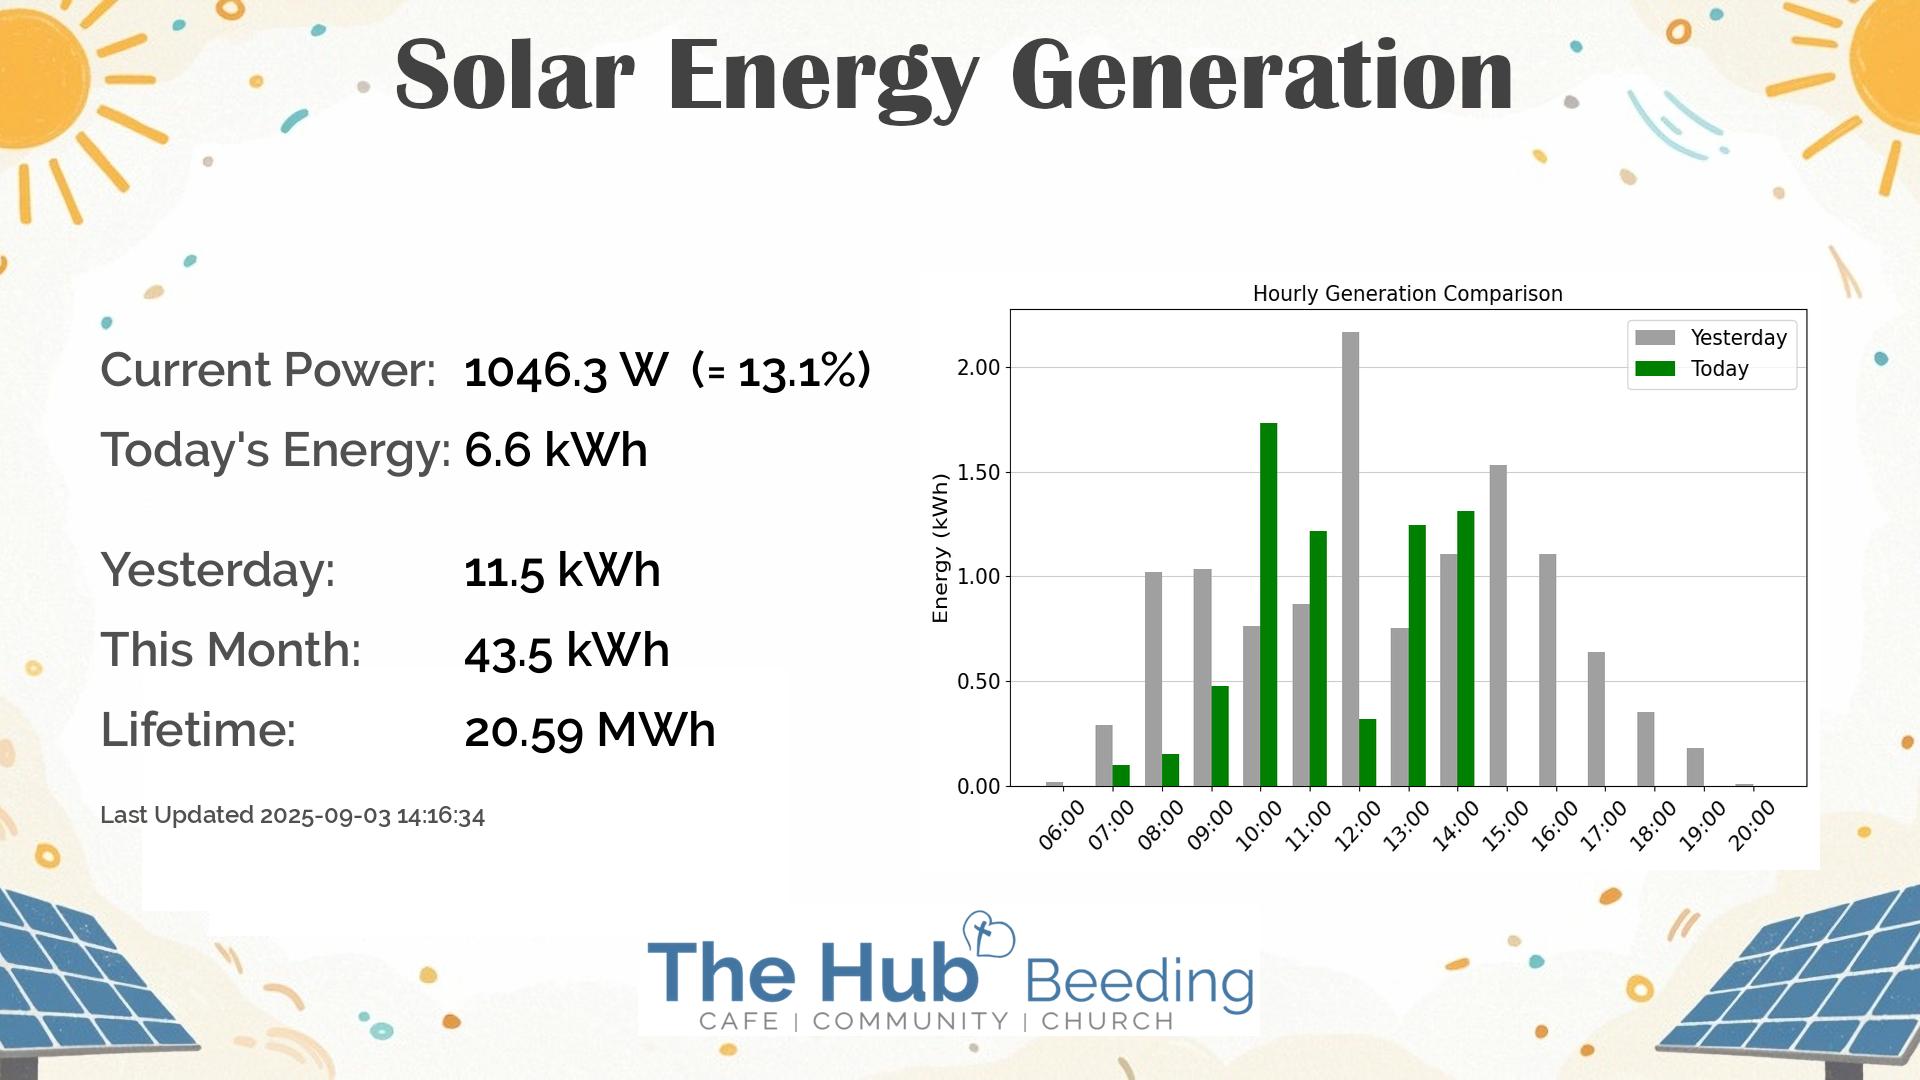 Solar Energy Generation
Current Power: 1046.3 W (= 13.1%)
Today's Energy: 6.6 kWh
Yesterday: 11.5 kWh
This Month: 43.5 kWh
Lifetime: 20.59 MWh
Last Updated 2025-09-03 14:16:34
Hourly Generation Comparison
Yesterday
Today
Energy (kWh)
2.00
1.50
1.00
0.50
0.00
06:00 07:00 08:00 09:00 10:00 11:00 12:00 13:00 14:00 15:00 16:00 17:00 18:00 19:00 20:00
The Hub Beeding
CAFE | COMMUNITY | CHURCH